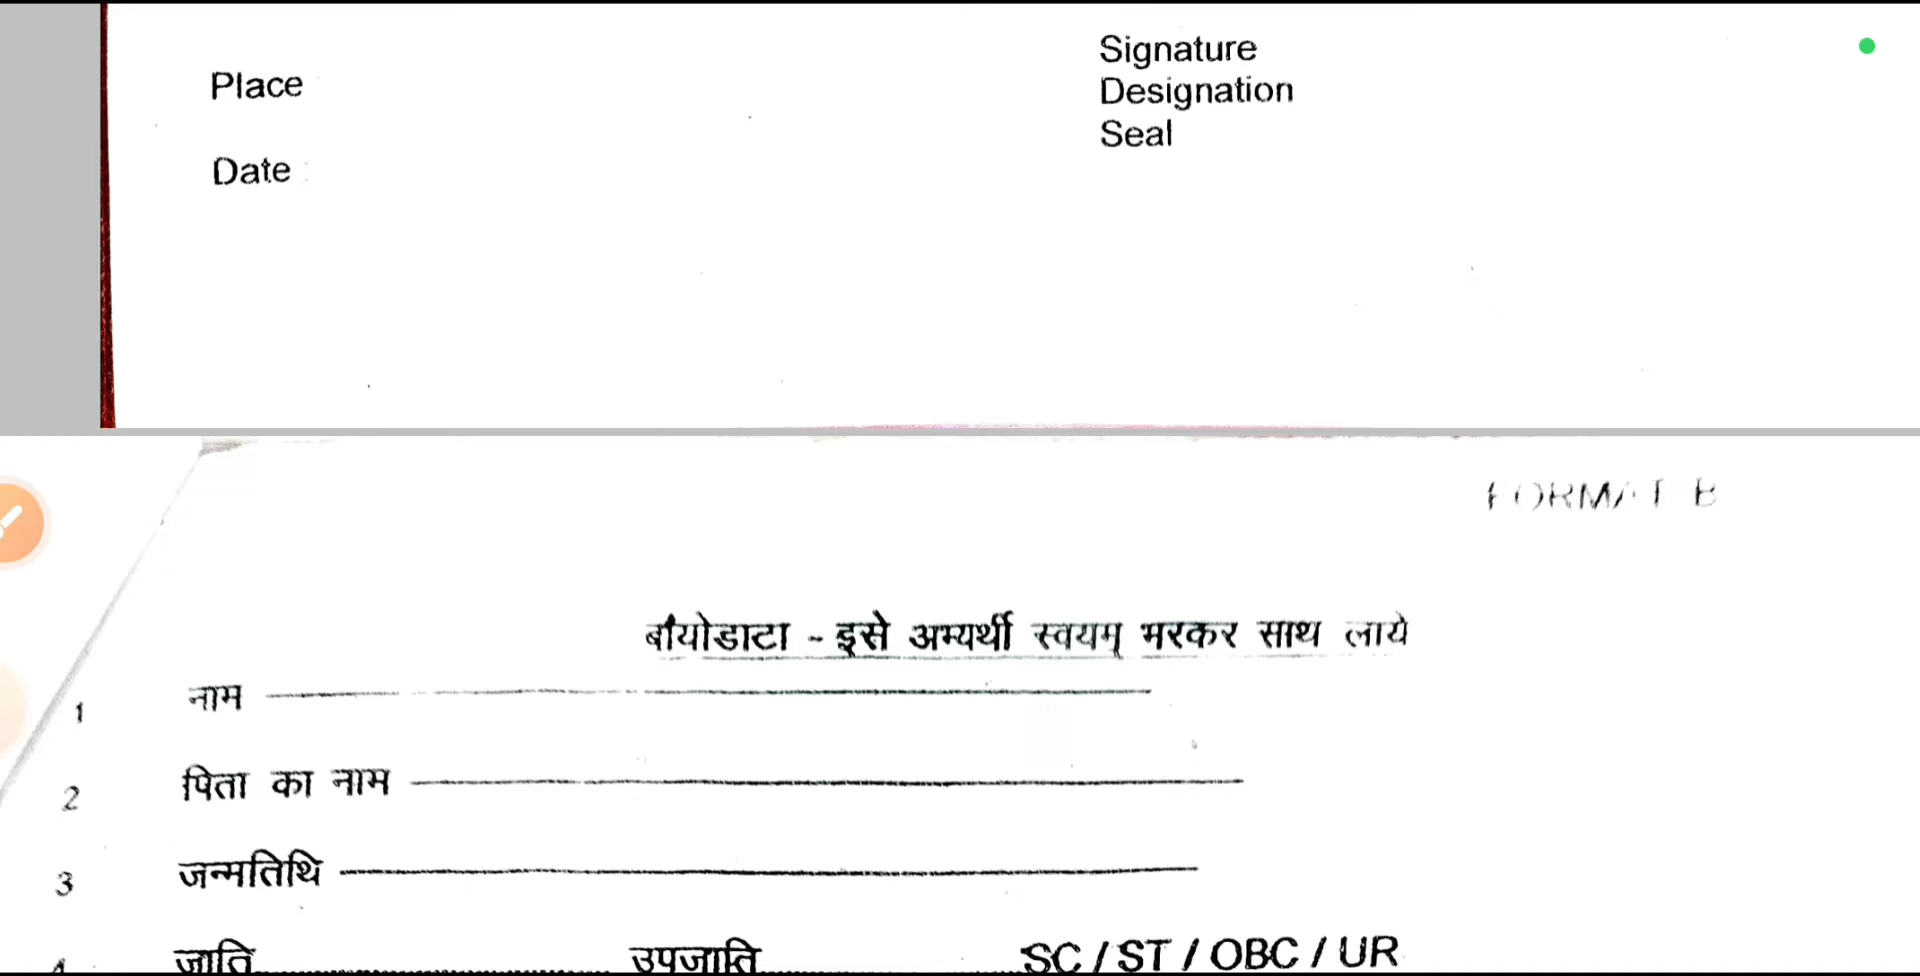 Signature
Place
Designation
Seal
Date
FORMAT B
बायोडाटा - इसे अभ्यर्थी स्वयम् भरकर साथ लाये
1 नाम
2 पिता का नाम
3 जन्मतिथि
4 जाति उपजाति SC / ST / OBC / UR